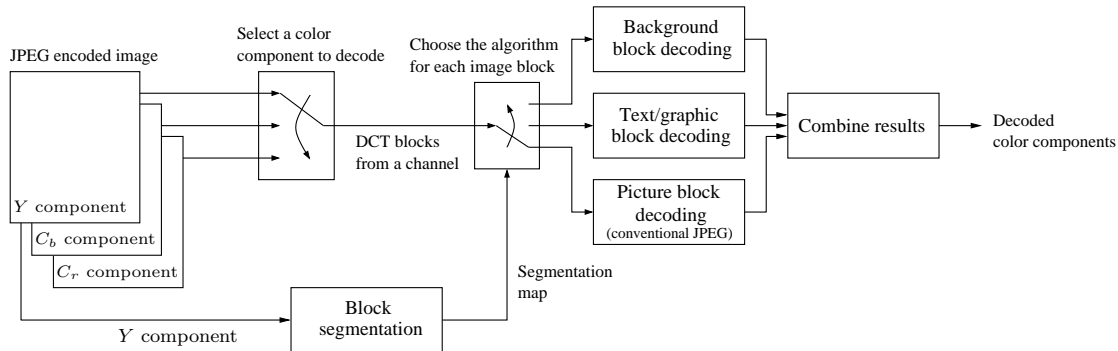 JPEG encoded image
Y component
C_b component
C_r component
Select a color
component to decode
DCT blocks
from a channel
Choose the algorithm
for each image block
Background
block decoding
Text/graphic
block decoding
Picture block
decoding
(conventional JPEG)
Combine results
Decoded
color components
Segmentation
map
Block
segmentation
Y component